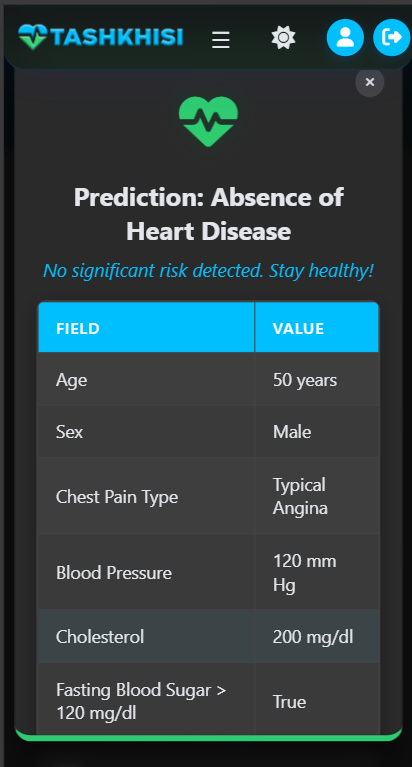 TASHKHISI
Prediction: Absence of
Heart Disease
No significant risk detected. Stay healthy!
FIELD VALUE
Age 50 years
Sex Male
Chest Pain Type Typical
Angina
Blood Pressure 120 mm
Hg
Cholesterol 200 mg/dl
Fasting Blood Sugar >
120 mg/dl True